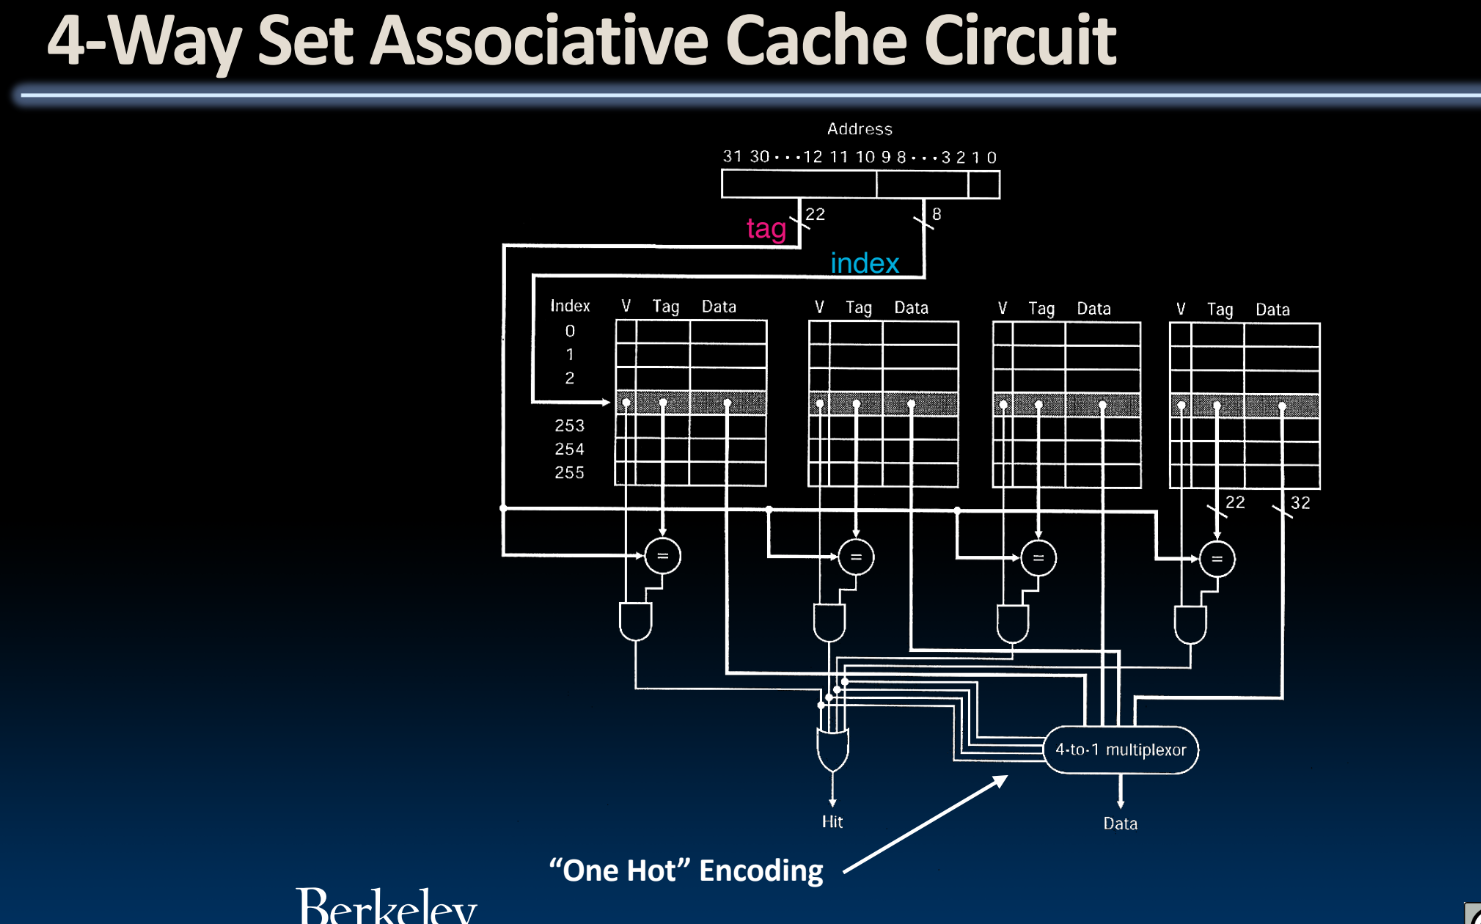 4-Way Set Associative Cache Circuit
Address
31 30 ··· 12 11 10 9 8 ··· 3 2 1 0
22
8
tag
index
Index V Tag Data V Tag Data V Tag Data V Tag Data
0
1
2
253
254
255
22
32
= = = =
4-to-1 multiplexor
Hit
Data
“One Hot” Encoding
Berkeley